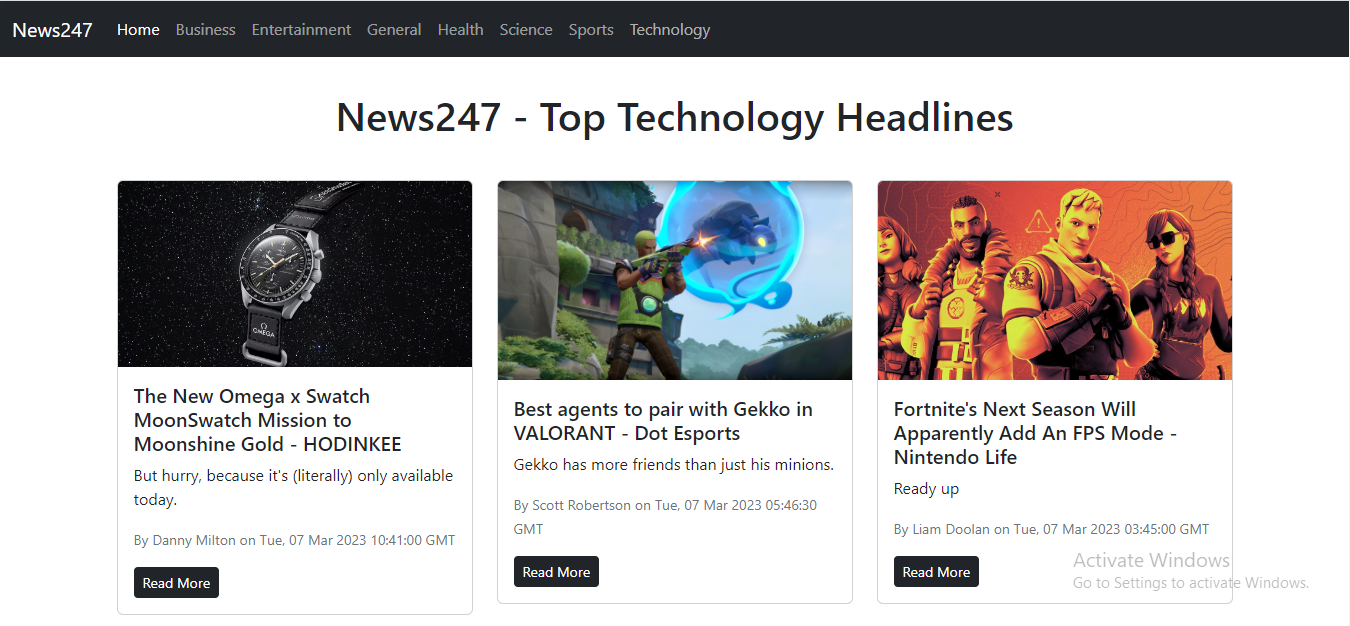 News247 Home Business Entertainment General Health Science Sports Technology
News247 - Top Technology Headlines
OMEGA
The New Omega x Swatch
MoonSwatch Mission to
Moonshine Gold - HODINKEE
But hurry, because it's (literally) only available
today.
By Danny Milton on Tue, 07 Mar 2023 10:41:00 GMT
Read More
Best agents to pair with Gekko in
VALORANT - Dot Esports
Gekko has more friends than just his minions.
By Scott Robertson on Tue, 07 Mar 2023 05:46:30
GMT
Read More
Fortnite's Next Season Will
Apparently Add An FPS Mode -
Nintendo Life
Ready up
By Liam Doolan on Tue, 07 Mar 2023 03:45:00 GMT
Read More
Activate Windows
Go to Settings to activate Windows.